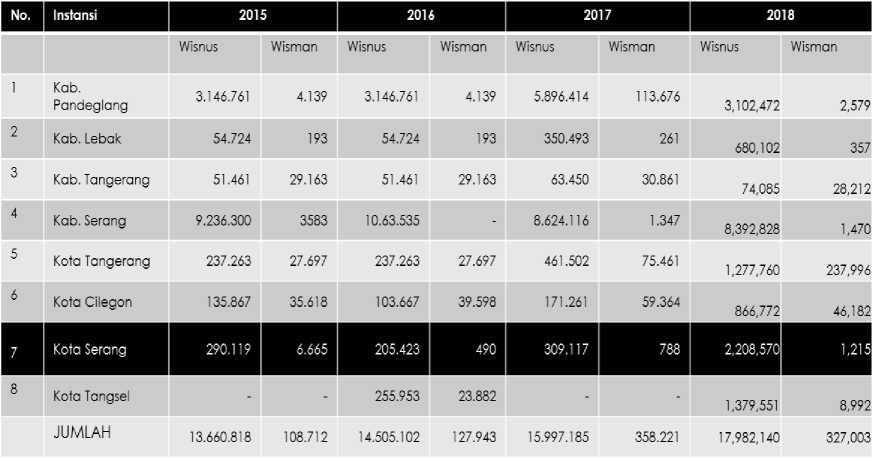 No. Instansi 2015 2016 2017 2018
Wisnus Wisman Wisnus Wisman Wisnus Wisman Wisnus Wisman
1 Kab. Pandeglang 3.146.761 4.139 3.146.761 4.139 5.896.414 113.676 3,102,472 2,579
2 Kab. Lebak 54.724 193 54.724 193 350.493 261 680,102 357
3 Kab. Tangerang 51.461 29.163 51.461 29.163 63.450 30.861 74,085 28,212
4 Kab. Serang 9.236.300 3583 10.63.535 - 8.624.116 1.347 8,392,828 1,470
5 Kota Tangerang 237.263 27.697 237.263 27.697 461.502 75.461 1,277,760 237,996
6 Kota Cilegon 135.867 35.618 103.667 39.598 171.261 59.364 866,772 46,182
7 Kota Serang 290.119 6.665 205.423 490 309.117 788 2,208,570 1,215
8 Kota Tangsel - - 255.953 23.882 - - 1,379,551 8,992
JUMLAH 13.660.818 108.712 14.505.102 127.943 15.997.185 358.221 17,982,140 327,003